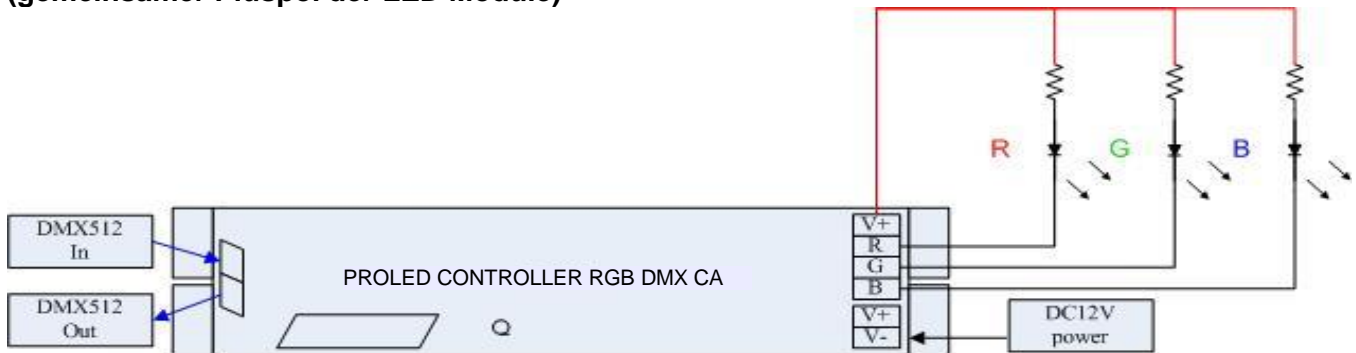 (gemeinsamer Pluspol der LED-Module)
R
G
B
DMX512
In
DMX512
Out
PROLED CONTROLLER RGB DMX CA
V+
R
G
B
V+
V-
DC12V
power